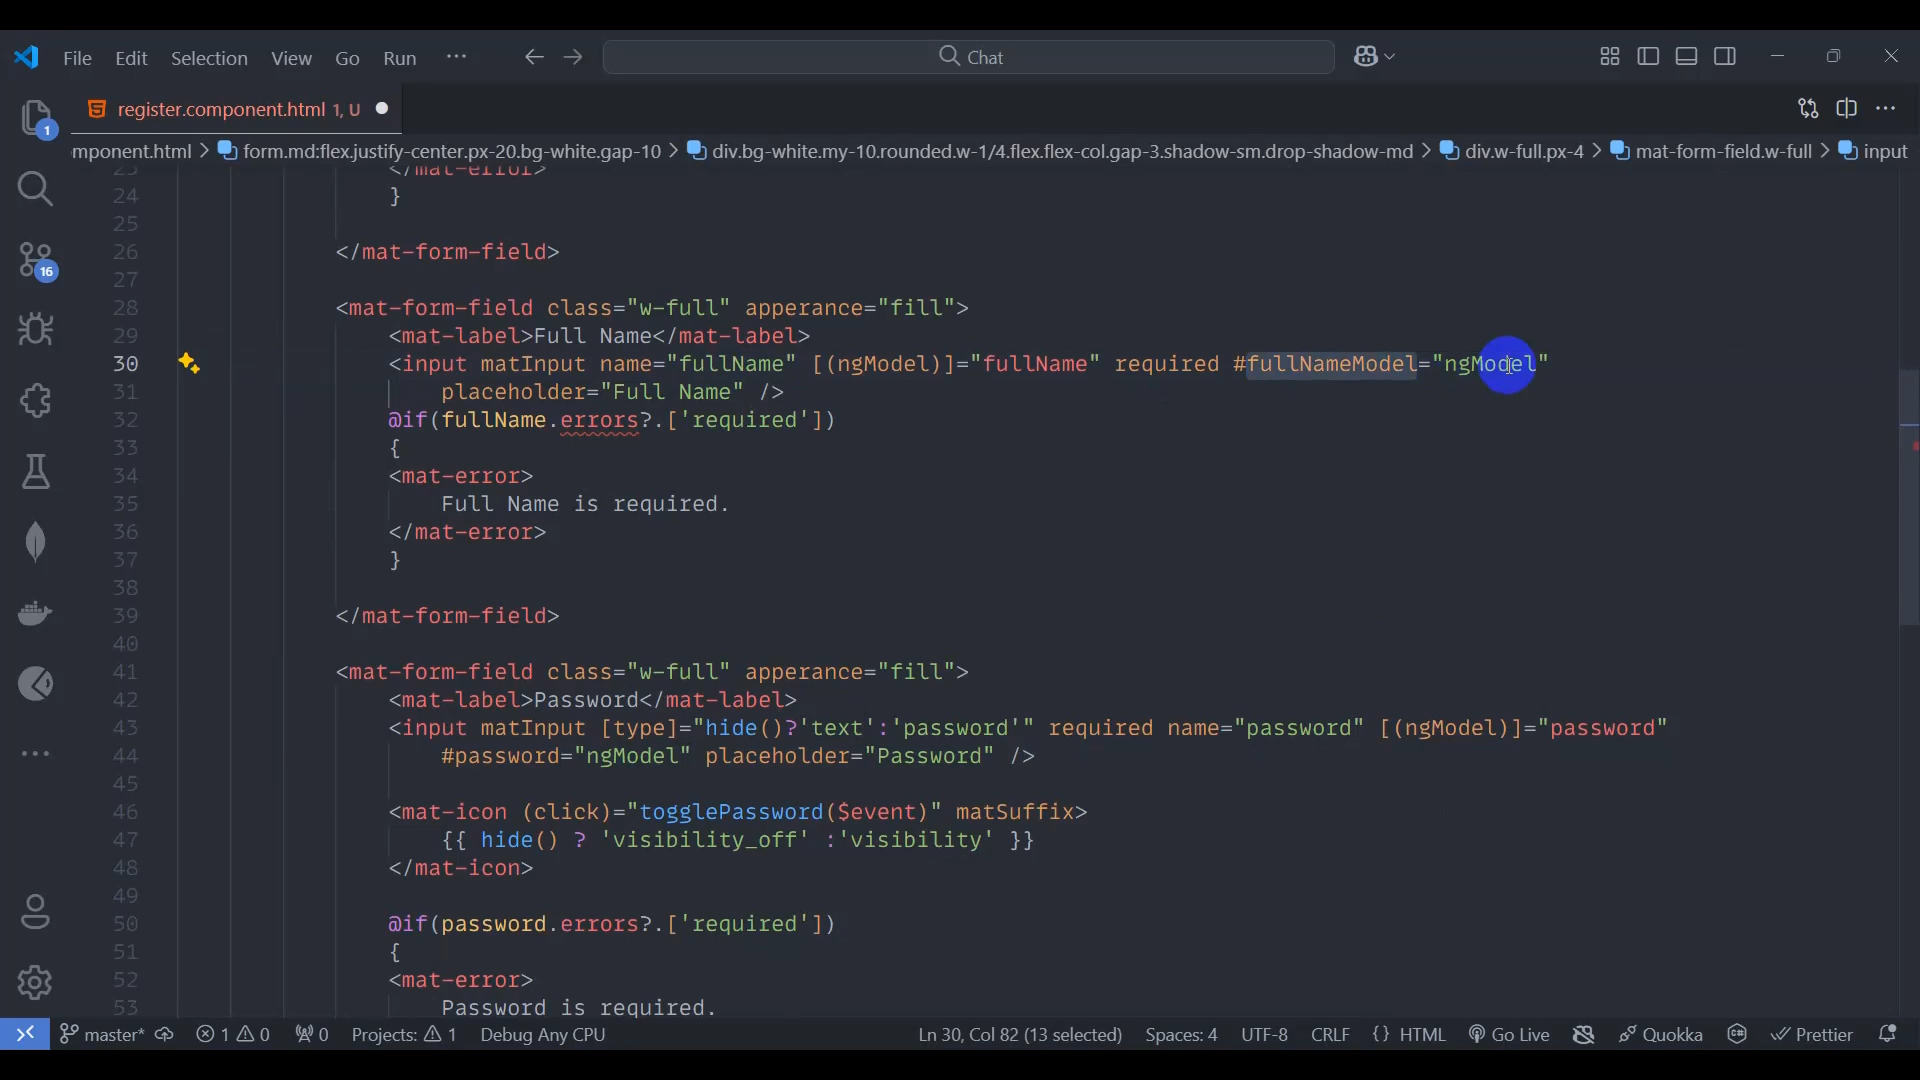 File Edit Selection View Go Run ··· Chat
register.component.html 1, U
1
mponent.html > form.md:flex.justify-center.px-20.bg-white.gap-10 > div.bg-white.my-10.rounded.w-1/4.flex.flex-col.gap-3.shadow-sm.drop-shadow-md > div.w-full.px-4 > mat-form-field.w-full > input
23 </mat-error>
24 }
25
26 </mat-form-field>
27
28 <mat-form-field class="w-full" apperance="fill">
29 <mat-label>Full Name</mat-label>
30 <input matInput name="fullName" [(ngModel)]="fullName" required #fullNameModel="ngModel"
31 placeholder="Full Name" />
32 @if(fullName.errors?.['required'])
33 {
34 <mat-error>
35 Full Name is required.
36 </mat-error>
37 }
38
39 </mat-form-field>
40
41 <mat-form-field class="w-full" apperance="fill">
42 <mat-label>Password</mat-label>
43 <input matInput [type]="hide()?'text':'password'" required name="password" [(ngModel)]="password"
44 #password="ngModel" placeholder="Password" />
45
46 <mat-icon (click)="togglePassword($event)" matSuffix>
47 {{ hide() ? 'visibility_off' :'visibility' }}
48 </mat-icon>
49
50 @if(password.errors?.['required'])
51 {
52 <mat-error>
53 Password is required.
16
master* 1 0 0 Projects: 1 Debug Any CPU Ln 30, Col 82 (13 selected) Spaces: 4 UTF-8 CRLF {} HTML Go Live Quokka Prettier